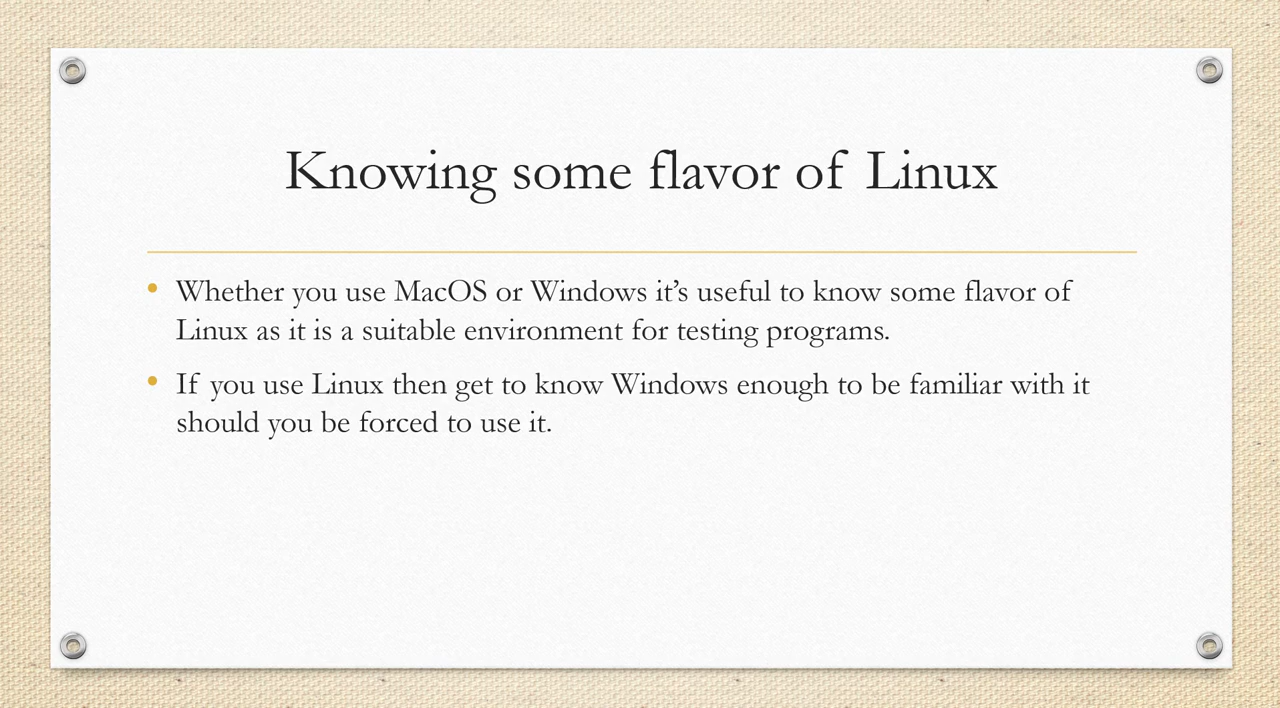 Knowing some flavor of Linux
• Whether you use MacOS or Windows it’s useful to know some flavor of
Linux as it is a suitable environment for testing programs.
• If you use Linux then get to know Windows enough to be familiar with it
should you be forced to use it.